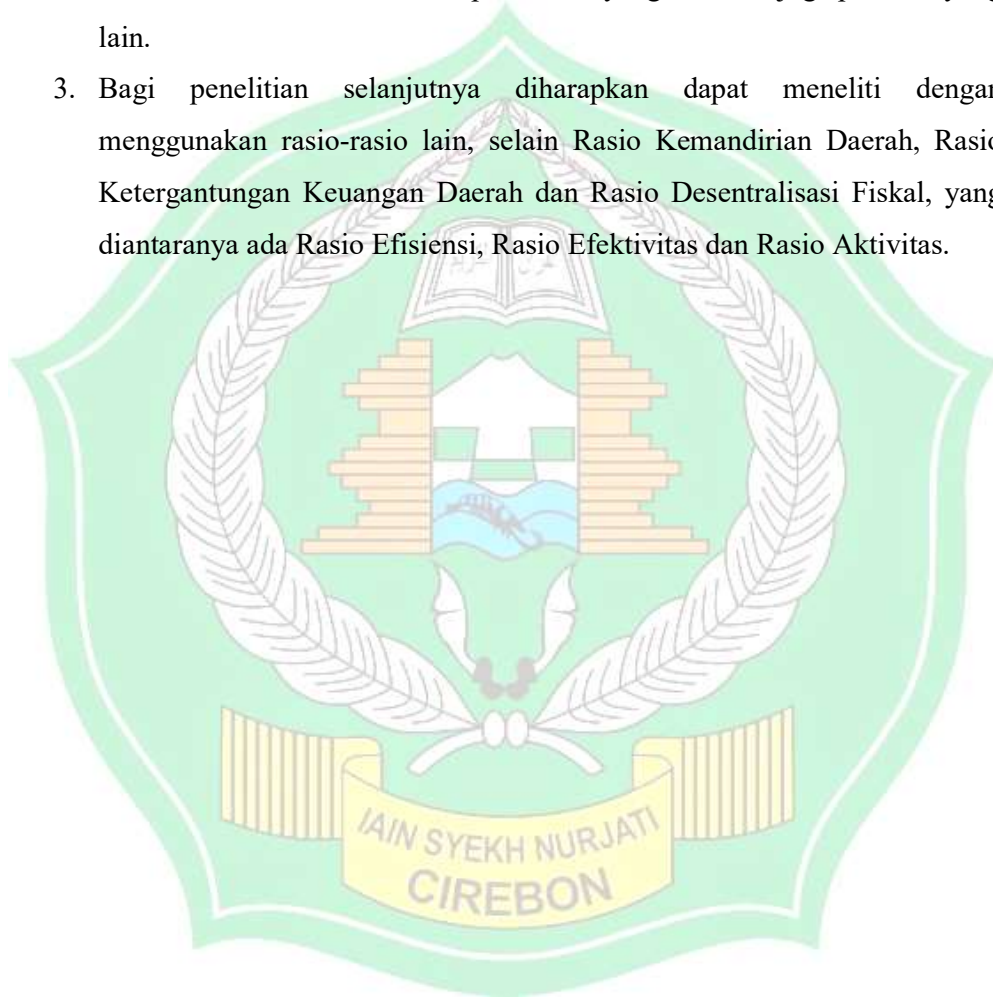 lain.
3. Bagi penelitian selanjutnya diharapkan dapat meneliti dengan
menggunakan rasio-rasio lain, selain Rasio Kemandirian Daerah, Rasio
Ketergantungan Keuangan Daerah dan Rasio Desentralisasi Fiskal, yang
diantaranya ada Rasio Efisiensi, Rasio Efektivitas dan Rasio Aktivitas.
IAIN SYEKH NURJATI
CIREBON